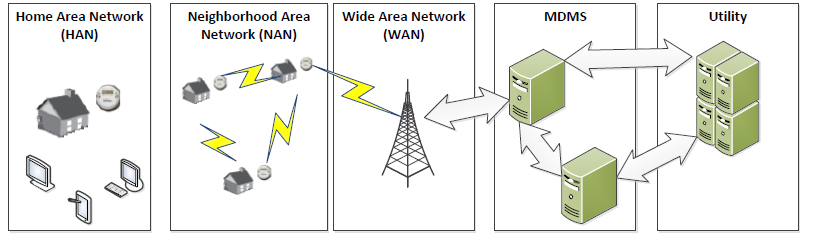 Home Area Network
(HAN)
Neighborhood Area
Network (NAN)
Wide Area Network
(WAN)
MDMS
Utility